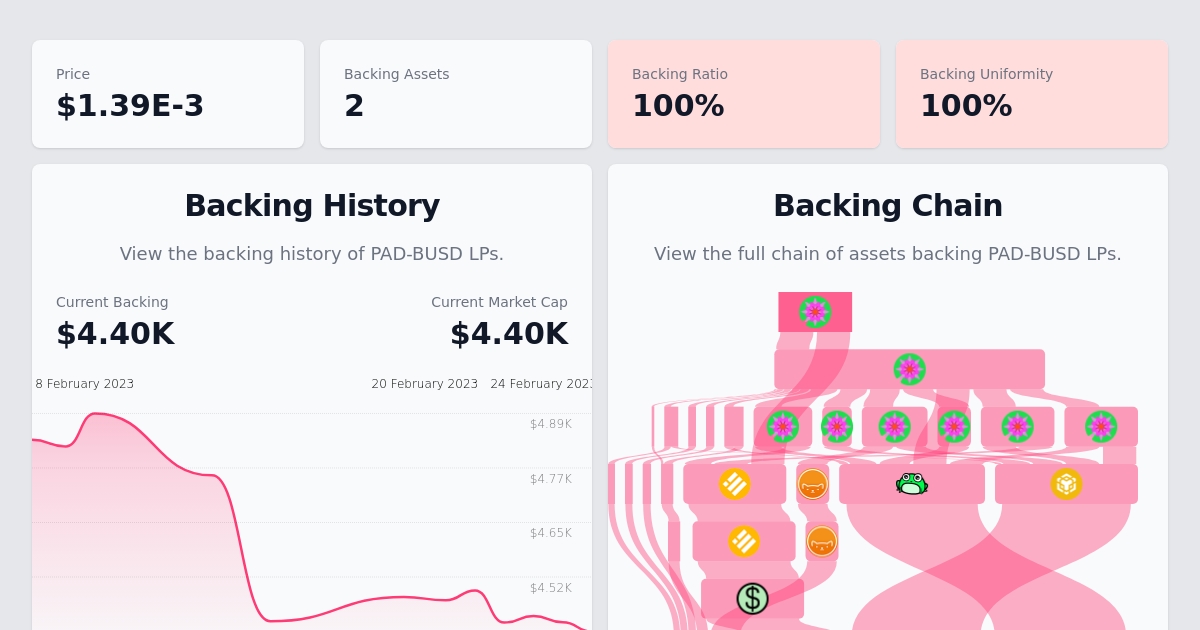 Price
$1.39E-3
Backing Assets
2
Backing Ratio
100%
Backing Uniformity
100%
Backing History
View the backing history of PAD-BUSD LPs.
Current Backing
$4.40K
Current Market Cap
$4.40K
8 February 2023
20 February 2023
24 February 2023
$4.89K
$4.77K
$4.65K
$4.52K
Backing Chain
View the full chain of assets backing PAD-BUSD LPs.
$